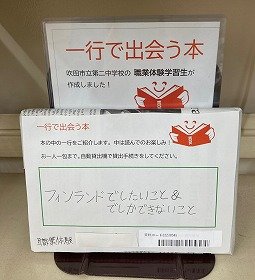 一行で出会う本
吹田市立第二中学校の 職業体験学習生が
作成しました!
一行で出会う本
本の中の一行をご紹介します。中は読んでのお楽しみ!
お一人一包まで。自動貸出機で貸出手続きをしてください。
フィンランドでしたいこと&
でしかできないこと